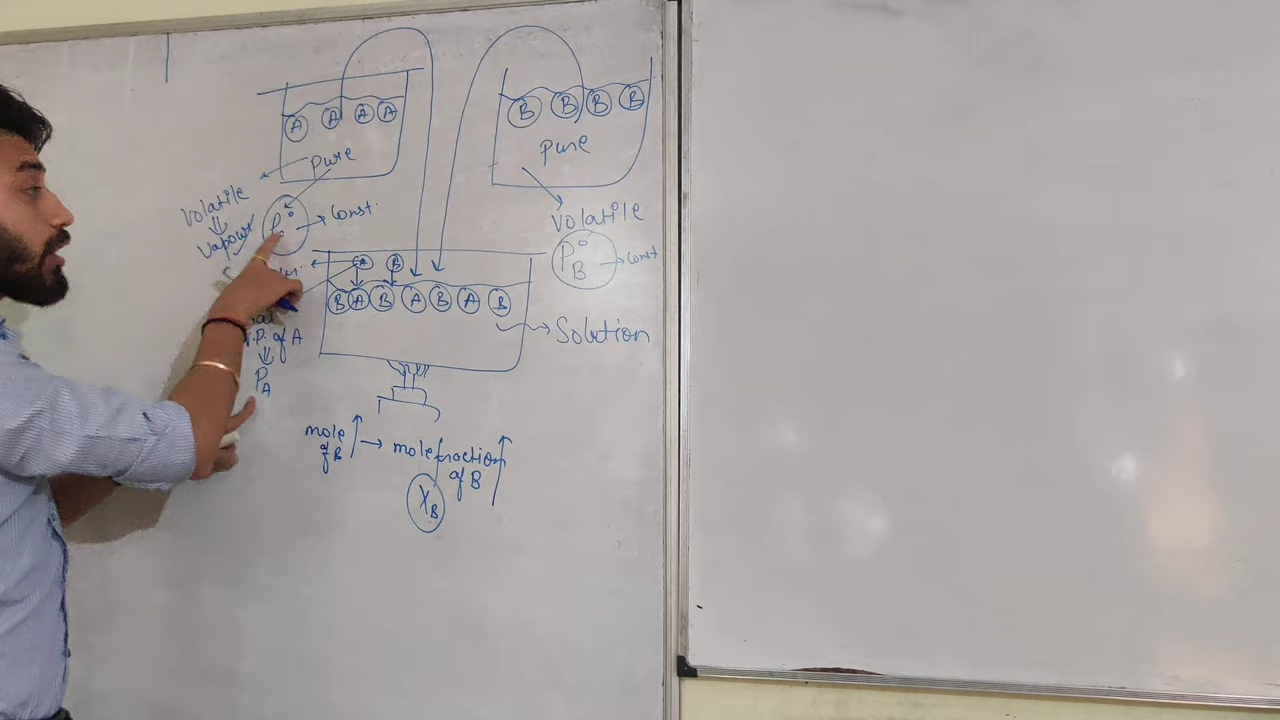 A A A A
B B B B
pure
pure
Volatile
Vapour
P°
Const.
Volatile
P°B
Const
A B
B A B A B A B
Solution
V.P. of A
PA
mole of B
mole fraction of B
XB